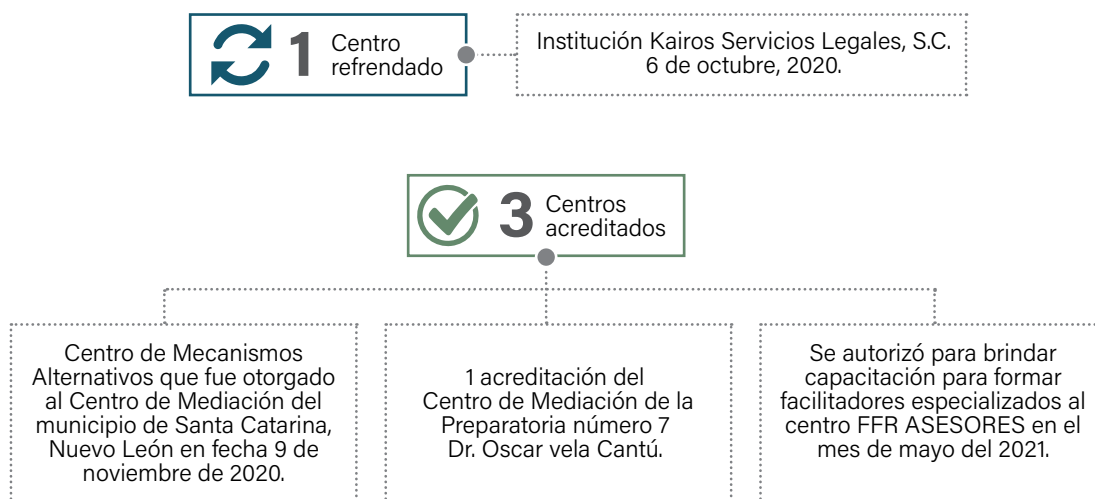 1 Centro
refrendado
Institución Kairos Servicios Legales, S.C.
6 de octubre, 2020.
3 Centros
acreditados
Centro de Mecanismos
Alternativos que fue otorgado
al Centro de Mediación del
municipio de Santa Catarina,
Nuevo León en fecha 9 de
noviembre de 2020.
1 acreditación del
Centro de Mediación de la
Preparatoria número 7
Dr. Oscar vela Cantú.
Se autorizó para brindar
capacitación para formar
facilitadores especializados al
centro FFR ASESORES en el
mes de mayo del 2021.